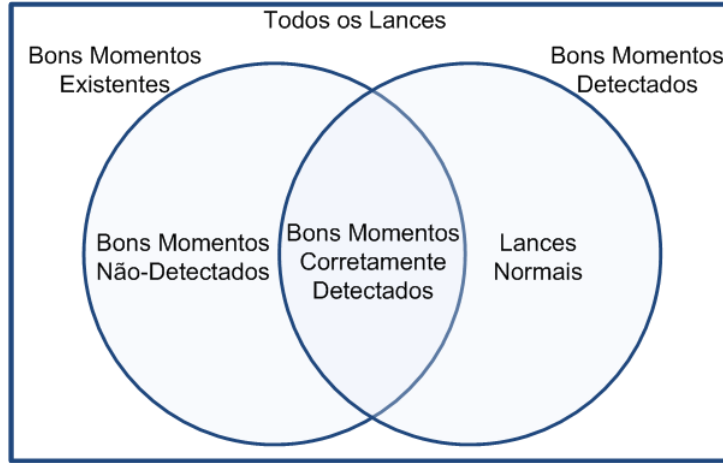 Todos os Lances
Bons Momentos
Existentes
Bons Momentos
Detectados
Bons Momentos
Não-Detectados
Bons Momentos
Corretamente
Detectados
Lances
Normais